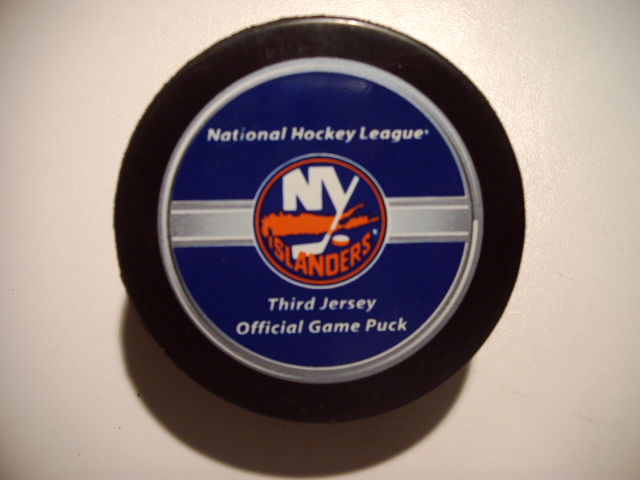 National Hockey League®
NY
ISLANDERS
Third Jersey
Official Game Puck